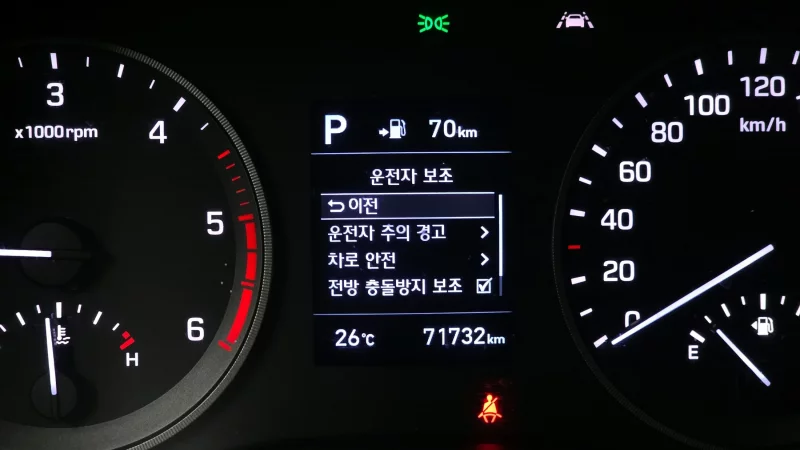 3
x1000rpm
4
5
6
H
P 70km
운전자 보조
이전
운전자 추의 경고
차로 안전
전방 충돌방지 보조
26℃ 71732km
120
100
km/h
80
60
40
20
0
E